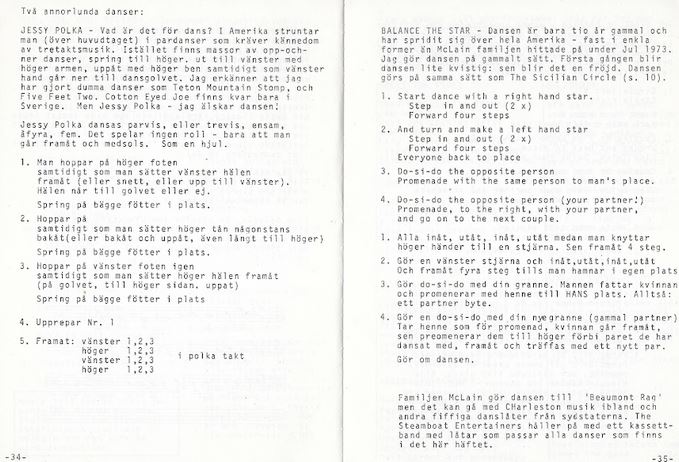 Två annorlunda danser:
JESSY POLKA - Vad är det för dans? I Amerika struntar
man (över huvudtaget) i pardanser som kräver kännedom
av tretaktsmusik. Istället finns massor av opp-och-
ner danser, spring till höger. ut till vänster med
höger armen, uppåt med höger ben samtidigt som vänster
hand går ner till dansgolvet. Jag erkänner att jag
har gjort dumma danser som Teton Mountain Stomp, och
Five Feet Two. Cotton Eyed Joe finns kvar bara i
Sverige. Men Jessy Polka - jag älskar dansen!
Jessy Polka dansas parvis, eller trevis, ensam,
åfyra, fem. Det spelar ingen roll - bara att man
går framåt och medsols. Som en hjul.
1. Man hoppar på höger foten
samtidigt som man sätter vänster hälen
framåt (eller snett, eller upp till vänster).
Hälen når till golvet eller ej.
Spring på bägge fötter i plats.
2. Hoppar på
samtidigt som man sätter höger tån någonstans
bakåt(eller bakåt och uppåt, även långt till höger)
Spring på bägge fötter i plats.
3. Hoppar på vänster foten igen
samtidigt som man sätter höger hälen framåt
(på golvet, till höger sidan. uppat)
Spring på bägge fötter i plats
4. Upprepar Nr. 1
5. Framat: vänster 1,2,3
höger 1,2,3
vänster 1,2,3
höger 1,2,3
i polka takt
-34-
BALANCE THE STAR - Dansen är bara tio år gammal och
har spridit sig över hela Amerika - fast i enkla
former än McLain familjen hittade på under Jul 1973.
Jag gör dansen på gammalt sätt. Första gången blir
dansen lite kvistig: sen blir det en fröjd. Dansen
görs på samma sätt som The Sicilian Circle (s. 10).
1. Start dance with a right hand star.
Step in and out (2 x)
Forward four steps
2. And turn and make a left hand star
Step in and out ( 2 x)
Forward four steps
Everyone back to place
3. Do-si-do the opposite person
Promenade with the same person to man's place.
4. Do-si-do the opposite person (your partner!)
Promenade, to the right, with your partner,
and go on to the next couple.
1. Alla inåt, utåt, inåt, utåt medan man knyttar
höger händer till en stjärna. Sen framåt 4 steg.
2. Gör en vänster stjärna och inåt,utåt,inåt,utåt
Och framåt fyra steg tills man hamnar i egen plats
3. Gör do-si-do med din granne. Mannen fattar kvinnan
och promenerar med henne till HANS plats. Alltså:
ett partner byte.
4. Gör en do-si-do med din nyegranne (gammal partner)
Tar henne som för promenad, kvinnan går framåt,
sen preomenerar dem till höger förbi paret de har
dansat med, framåt och träffas med ett nytt par.
Gör om dansen.
Familjen McLain gör dansen till 'Beaumont Rag'
men det kan gå med CHarleston musik ibland och
andra fiffiga danslåter från sydstaterna. The
Steamboat Entertainers håller på med ett kassett-
band med låtar som passar alla danser som finns
i det här häftet.
-35-